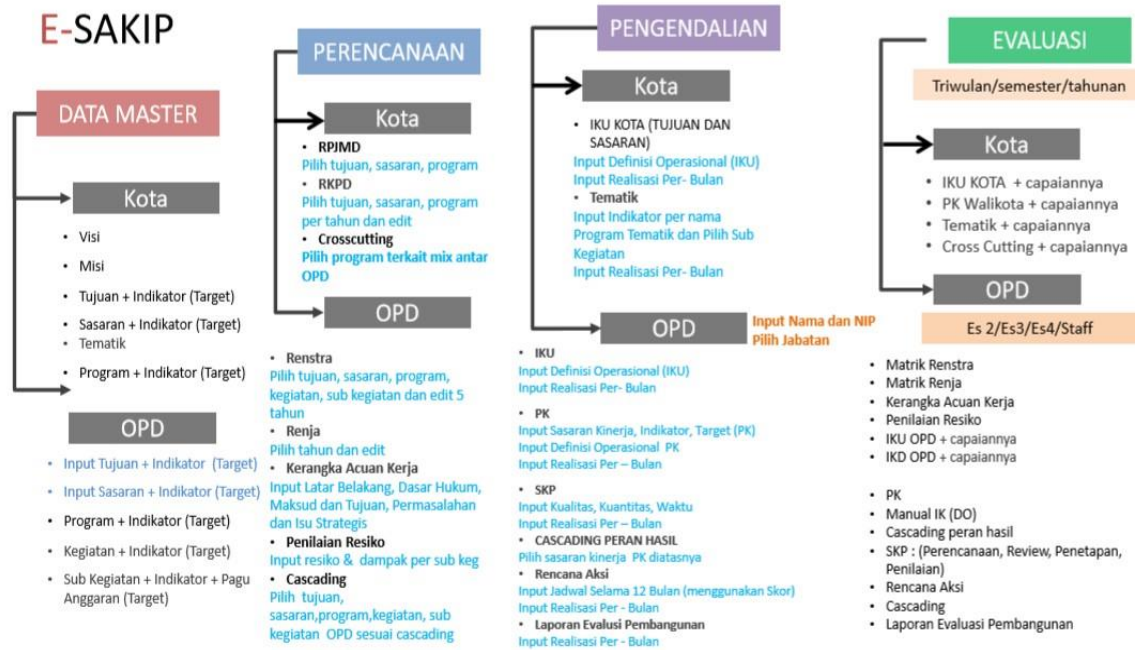 E-SAKIP
DATA MASTER
Kota
• Visi
• Misi
• Tujuan + Indikator (Target)
• Sasaran + Indikator (Target)
• Tematik
• Program + Indikator (Target)
OPD
• Input Tujuan + Indikator (Target)
• Input Sasaran + Indikator (Target)
• Program + Indikator (Target)
• Kegiatan + Indikator (Target)
• Sub Kegiatan + Indikator + Pagu
Anggaran (Target)
PERENCANAAN
Kota
• RPJMD
Pilih tujuan, sasaran, program
• RKPD
Pilih tujuan, sasaran, program
per tahun dan edit
• Crosscutting
Pilih program terkait mix antar
OPD
OPD
• Renstra
Pilih tujuan, sasaran, program,
kegiatan, sub kegiatan dan edit 5
tahun
• Renja
Pilih tahun dan edit
• Kerangka Acuan Kerja
Input Latar Belakang, Dasar Hukum,
Maksud dan Tujuan, Permasalahan
dan Isu Strategis
• Penilaian Resiko
Input resiko & dampak per sub keg
• Cascading
Pilih tujuan,
sasaran,program,kegiatan, sub
kegiatan OPD sesuai cascading
PENGENDALIAN
Kota
• IKU KOTA (TUJUAN DAN
SASARAN)
Input Definisi Operasional (IKU)
Input Realisasi Per- Bulan
• Tematik
Input Indikator per nama
Program Tematik dan Pilih Sub
Kegiatan
Input Realisasi Per- Bulan
OPD
Input Nama dan NIP
Pilih Jabatan
• IKU
Input Definisi Operasional (IKU)
Input Realisasi Per- Bulan
• PK
Input Sasaran Kinerja, Indikator, Target (PK)
Input Definisi Operasional PK
Input Realisasi Per – Bulan
• SKP
Input Kualitas, Kuantitas, Waktu
Input Realisasi Per – Bulan
• CASCADING PERAN HASIL
Pilih sasaran kinerja PK diatasnya
• Rencana Aksi
Input Jadwal Selama 12 Bulan (menggunakan Skor)
Input Realisasi Per - Bulan
• Laporan Evalusi Pembangunan
Input Realisasi Per - Bulan
EVALUASI
Triwulan/semester/tahunan
Kota
• IKU KOTA + capaiannya
• PK Walikota + capaiannya
• Tematik + capaiannya
• Cross Cutting + capaiannya
OPD
Es 2/Es3/Es4/Staff
• Matrik Renstra
• Matrik Renja
• Kerangka Acuan Kerja
• Penilaian Resiko
• IKU OPD + capaiannya
• IKD OPD + capaiannya
• PK
• Manual IK (DO)
• Cascading peran hasil
• SKP : (Perencanaan, Review, Penetapan,
Penilaian)
• Rencana Aksi
• Cascading
• Laporan Evaluasi Pembangunan